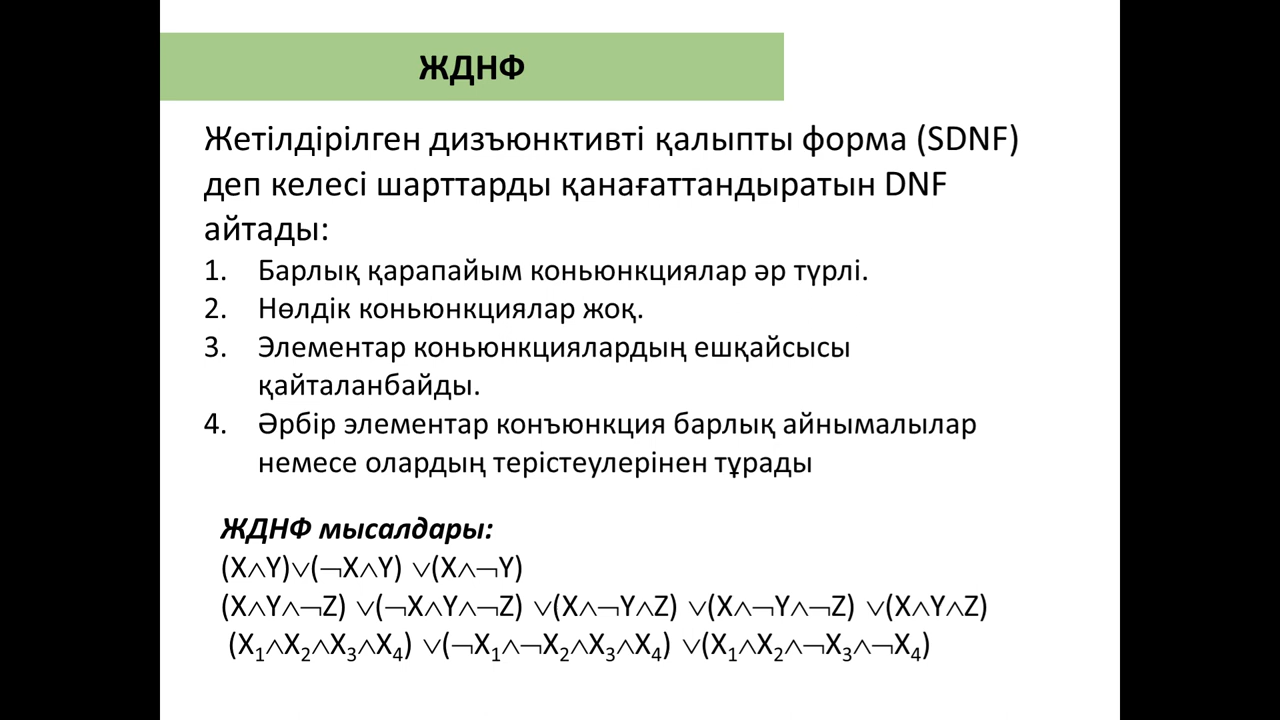 ЖДНФ
Жетілдірілген дизъюнктивті қалыпты форма (SDNF)
деп келесі шарттарды қанағаттандыратын DNF
айтады:
1. Барлық қарапайым коньюнкциялар әр түрлі.
2. Нөлдік коньюнкциялар жоқ.
3. Элементар коньюнкциялардың ешқайсысы
қайталанбайды.
4. Әрбір элементар конъюнкция барлық айнымалылар
немесе олардың терістеулерінен тұрады
ЖДНФ мысалдары:
(X∧Y)∨(¬X∧Y) ∨(X∧¬Y)
(X∧Y∧¬Z) ∨(¬X∧Y∧¬Z) ∨(X∧¬Y∧Z) ∨(X∧¬Y∧¬Z) ∨(X∧Y∧Z)
(X₁∧X₂∧X₃∧X₄) ∨(¬X₁∧¬X₂∧X₃∧X₄) ∨(X₁∧X₂∧¬X₃∧¬X₄)